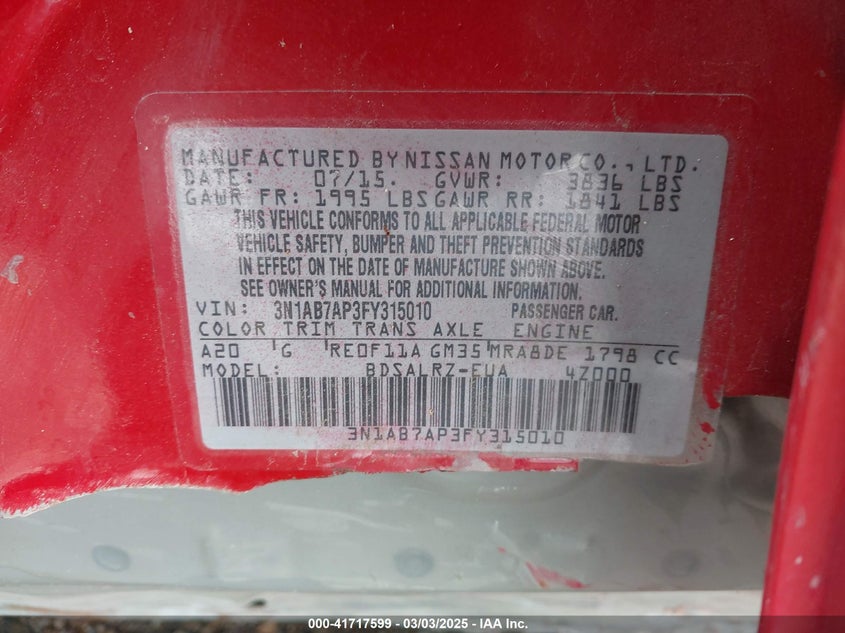 MANUFACTURED BY NISSAN MOTOR CO., LTD.
DATE: 07/15. GVWR: 3836 LBS
GAWR FR: 1995 LBS GAWR RR: 1841 LBS
THIS VEHICLE CONFORMS TO ALL APPLICABLE FEDERAL MOTOR
VEHICLE SAFETY, BUMPER AND THEFT PREVENTION STANDARDS
IN EFFECT ON THE DATE OF MANUFACTURE SHOWN ABOVE.
SEE OWNER'S MANUAL FOR ADDITIONAL INFORMATION.
VIN: 3N1AB7AP3FY315010 PASSENGER CAR.
COLOR TRIM TRANS AXLE ENGINE
A20 G RE0F11A GM35 MRA8DE 1798 CC
MODEL: BDSALRZ-EUA 4Z000
3N1AB7AP3FY315010
000-41717599 - 03/03/2025 - IAA Inc.